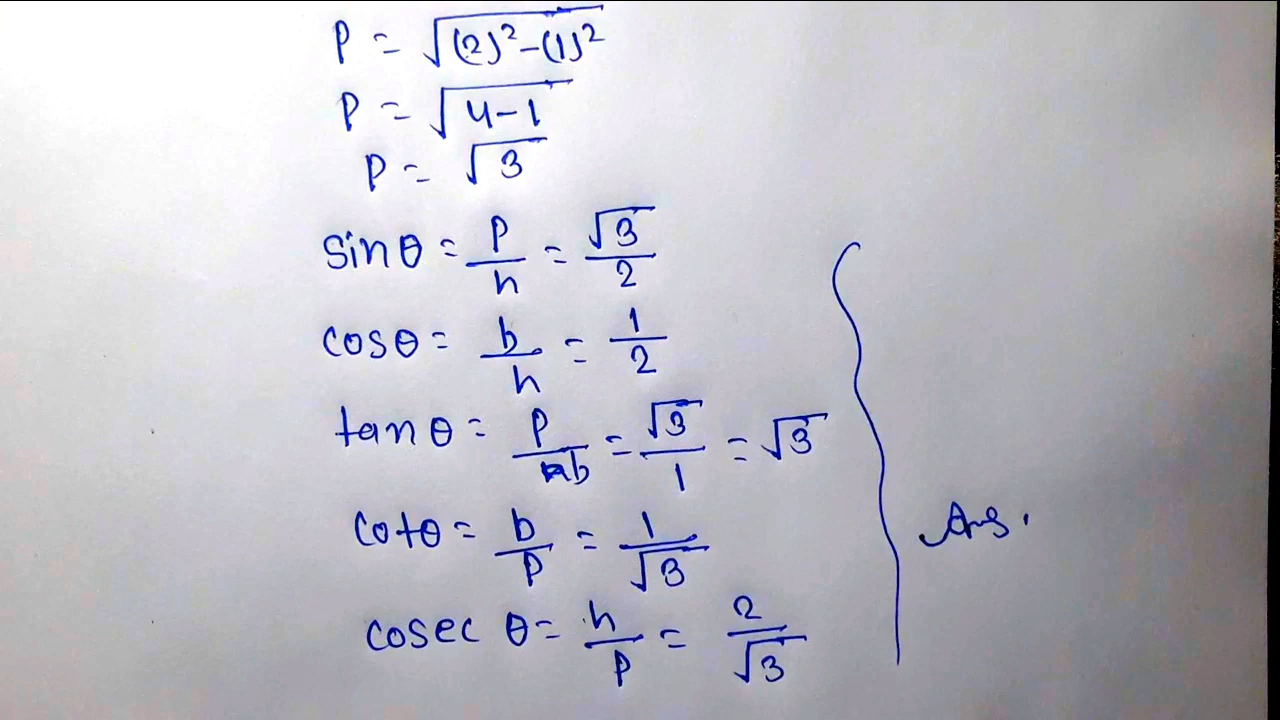 P = √(2)²-(1)²
P = √4-1
P = √3
sinθ = P/h = √3/2
cosθ = b/h = 1/2
tanθ = P/b = √3/1 = √3
cotθ = b/P = 1/√3
Ans.
cosec θ = h/P = 2/√3